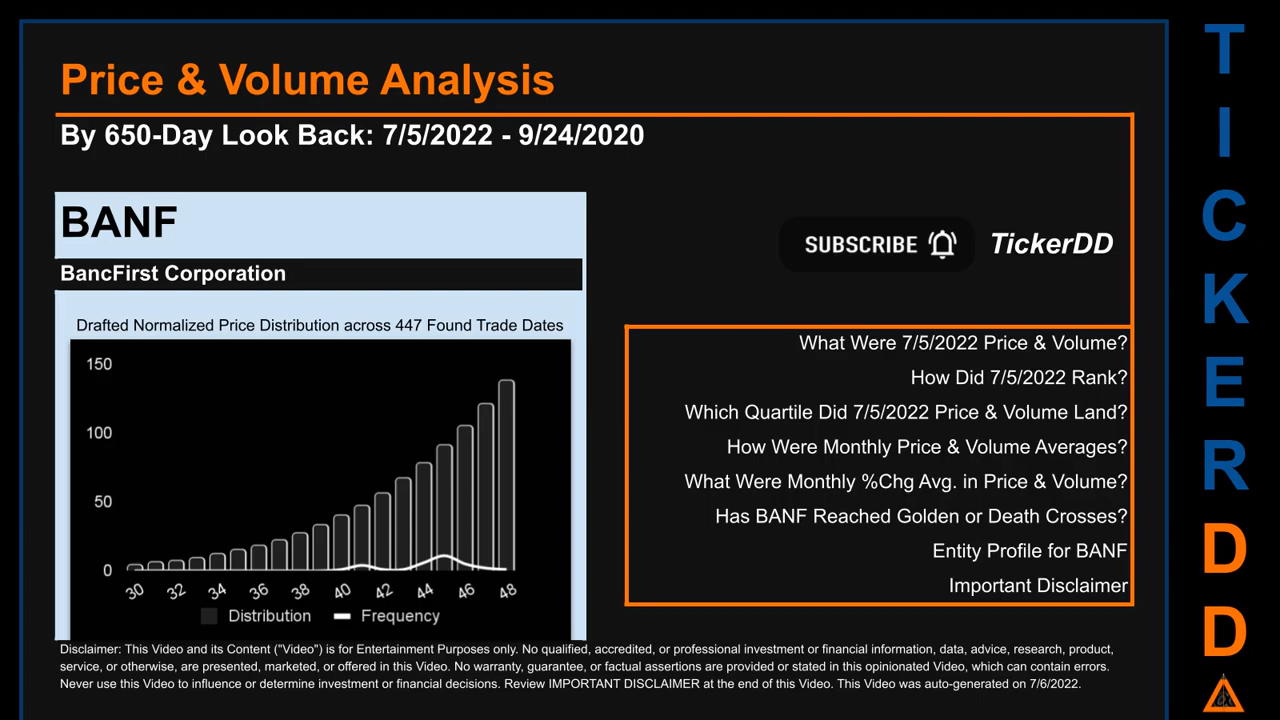 Price & Volume Analysis
By 650-Day Look Back: 7/5/2022 - 9/24/2020
BANF
BancFirst Corporation
Drafted Normalized Price Distribution across 447 Found Trade Dates
150
100
50
0
30 32 34 36 38 40 42 44 46 48
Distribution Frequency
SUBSCRIBE TickerDD
What Were 7/5/2022 Price & Volume?
How Did 7/5/2022 Rank?
Which Quartile Did 7/5/2022 Price & Volume Land?
How Were Monthly Price & Volume Averages?
What Were Monthly %Chg Avg. in Price & Volume?
Has BANF Reached Golden or Death Crosses?
Entity Profile for BANF
Important Disclaimer
Disclaimer: This Video and its Content ("Video") is for Entertainment Purposes only. No qualified, accredited, or professional investment or financial information, data, advice, research, product,
service, or otherwise, are presented, marketed, or offered in this Video. No warranty, guarantee, or factual assertions are provided or stated in this opinionated Video, which can contain errors.
Never use this Video to influence or determine investment or financial decisions. Review IMPORTANT DISCLAIMER at the end of this Video. This Video was auto-generated on 7/6/2022.
T
I
C
K
E
R
D
D